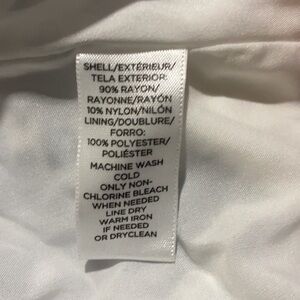 SHELL/EXTÉRIEUR/
TELA EXTERIOR:
90% RAYON/
RAYONNE/RAYÓN
10% NYLON/NILÓN
LINING/DOUBLURE/
FORRO:
100% POLYESTER/
POLIÉSTER
MACHINE WASH
COLD
ONLY NON-
CHLORINE BLEACH
WHEN NEEDED
LINE DRY
WARM IRON
IF NEEDED
OR DRYCLEAN